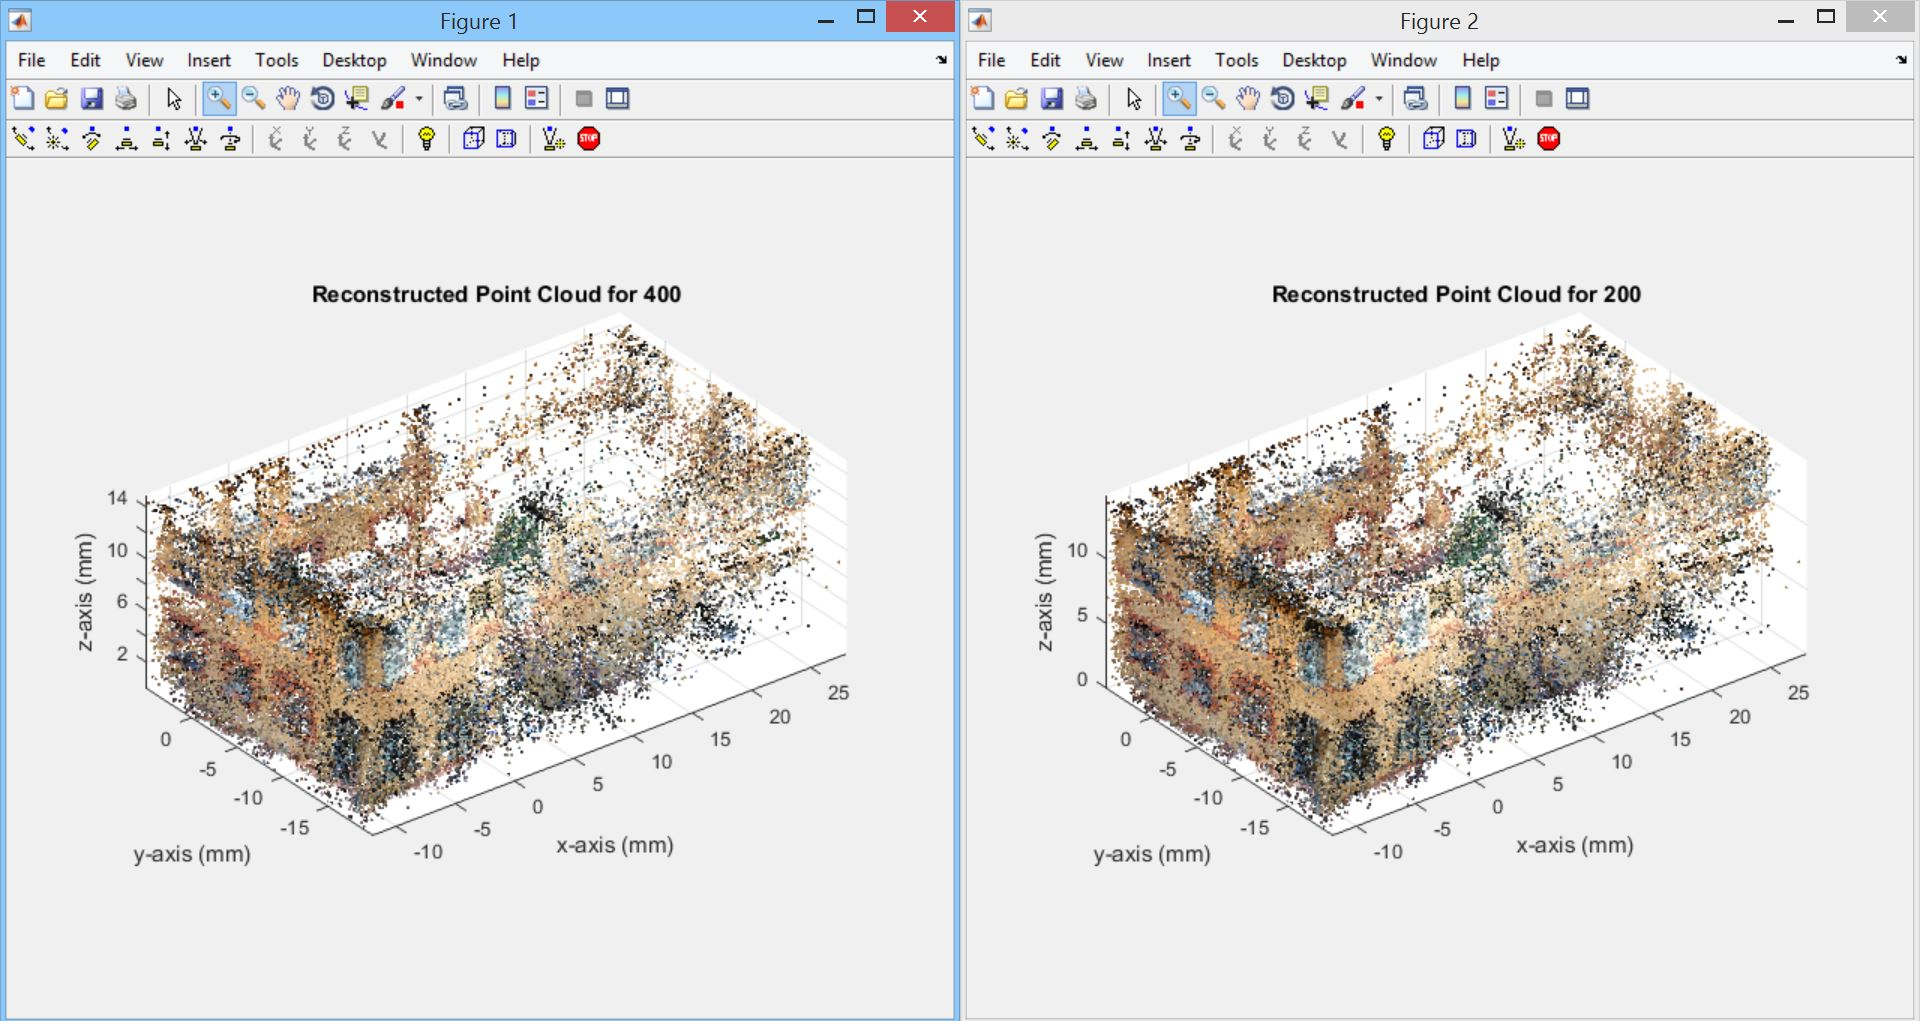 Figure 1
File Edit View Insert Tools Desktop Window Help
STOP
Reconstructed Point Cloud for 400
14
10
6
2
z-axis (mm)
0
-5
-10
-15
y-axis (mm)
-10
-5
0
5
10
15
20
25
x-axis (mm)
Figure 2
File Edit View Insert Tools Desktop Window Help
STOP
Reconstructed Point Cloud for 200
10
5
0
z-axis (mm)
0
-5
-10
-15
y-axis (mm)
-10
-5
0
5
10
15
20
25
x-axis (mm)